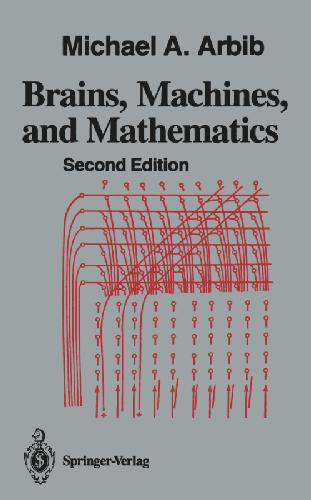 Michael A. Arbib
Brains, Machines,
and Mathematics
Second Edition
Springer-Verlag